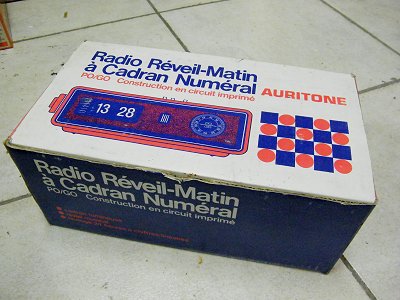 Radio Réveil-Matin
à Cadran Numéral
PO/GO Construction en circuit imprimé
AURITONE
13 28
Radio Réveil-Matin
à Cadran Numéral
PO/GO Construction en circuit imprimé